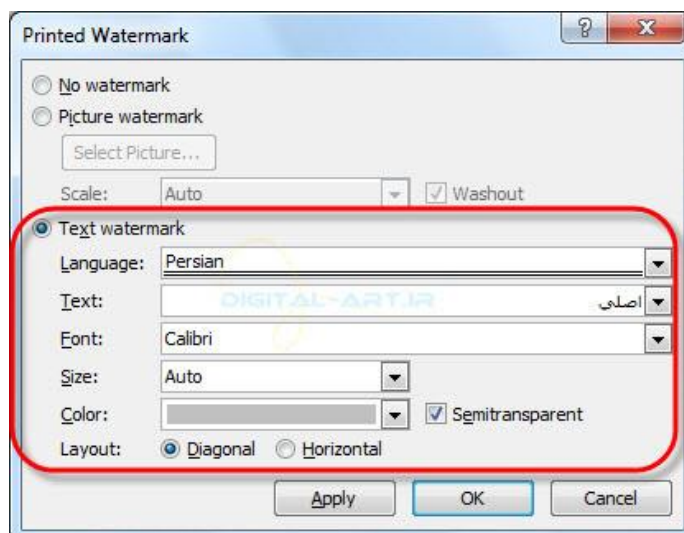 Printed Watermark
No watermark
Picture watermark
Select Picture...
Scale: Auto Washout
Text watermark
Language: Persian
Text: اصلی
DIGITAL-ART.IR
Font: Calibri
Size: Auto
Color: Semitransparent
Layout: Diagonal Horizontal
Apply OK Cancel